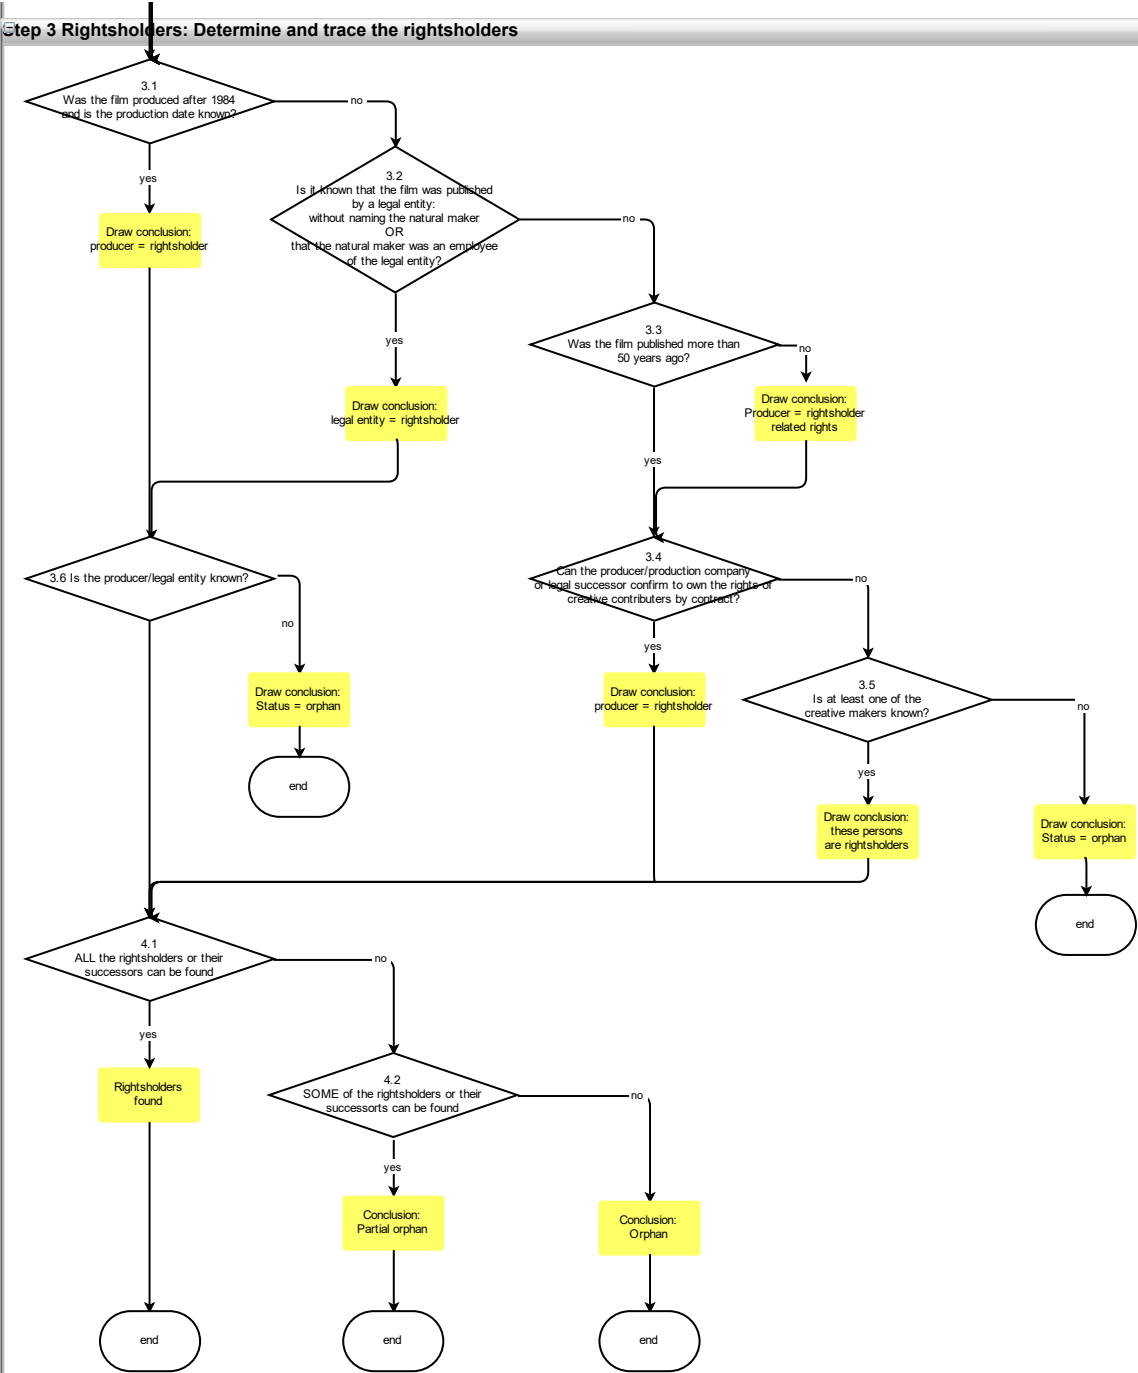 Step 3 Rightsholders: Determine and trace the rightsholders
3.1
Was the film produced after 1984
and is the production date known?
no
yes
3.2
Is it known that the film was published
by a legal entity:
without naming the natural maker
OR
that the natural maker was an employee
of the legal entity?
no
yes
Draw conclusion:
producer = rightsholder
3.3
Was the film published more than
50 years ago?
no
yes
Draw conclusion:
legal entity = rightsholder
Draw conclusion:
Producer = rightsholder
related rights
3.6 Is the producer/legal entity known?
no
3.4
Can the producer/production company
or legal successor confirm to own the rights of
creative contributers by contract?
no
yes
Draw conclusion:
Status = orphan
end
Draw conclusion:
producer = rightsholder
3.5
Is at least one of the
creative makers known?
no
yes
Draw conclusion:
these persons
are rightsholders
Draw conclusion:
Status = orphan
end
4.1
ALL the rightsholders or their
successors can be found
no
yes
Rightsholders
found
4.2
SOME of the rightsholders or their
successorts can be found
no
yes
Conclusion:
Partial orphan
Conclusion:
Orphan
end
end
end